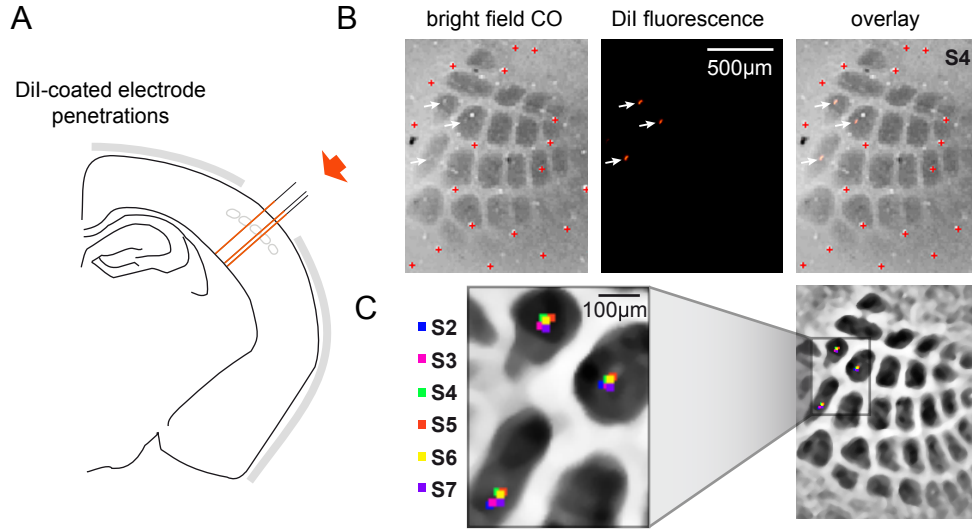 A
DiI-coated electrode
penetrations
B
bright field CO
DiI fluorescence
overlay
500µm
S4
C
S2
S3
S4
S5
S6
S7
100µm